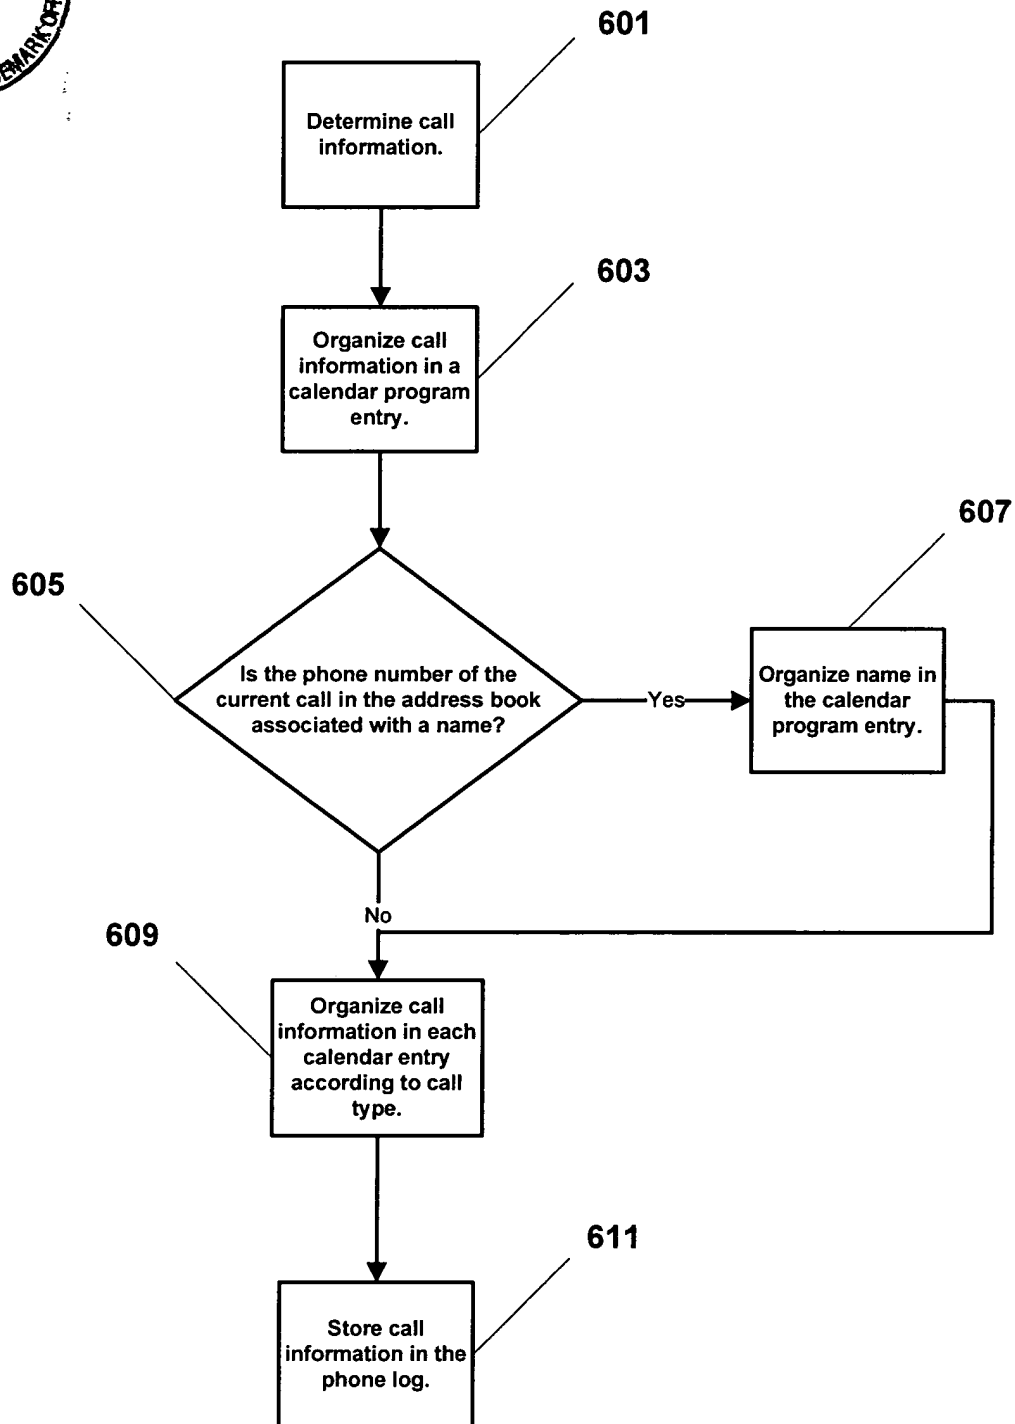 601
Determine call
information.
603
Organize call
information in a
calendar program
entry.
605
Is the phone number of the
current call in the address book
associated with a name?
Yes
607
Organize name in
the calendar
program entry.
No
609
Organize call
information in each
calendar entry
according to call
type.
611
Store call
information in the
phone log.